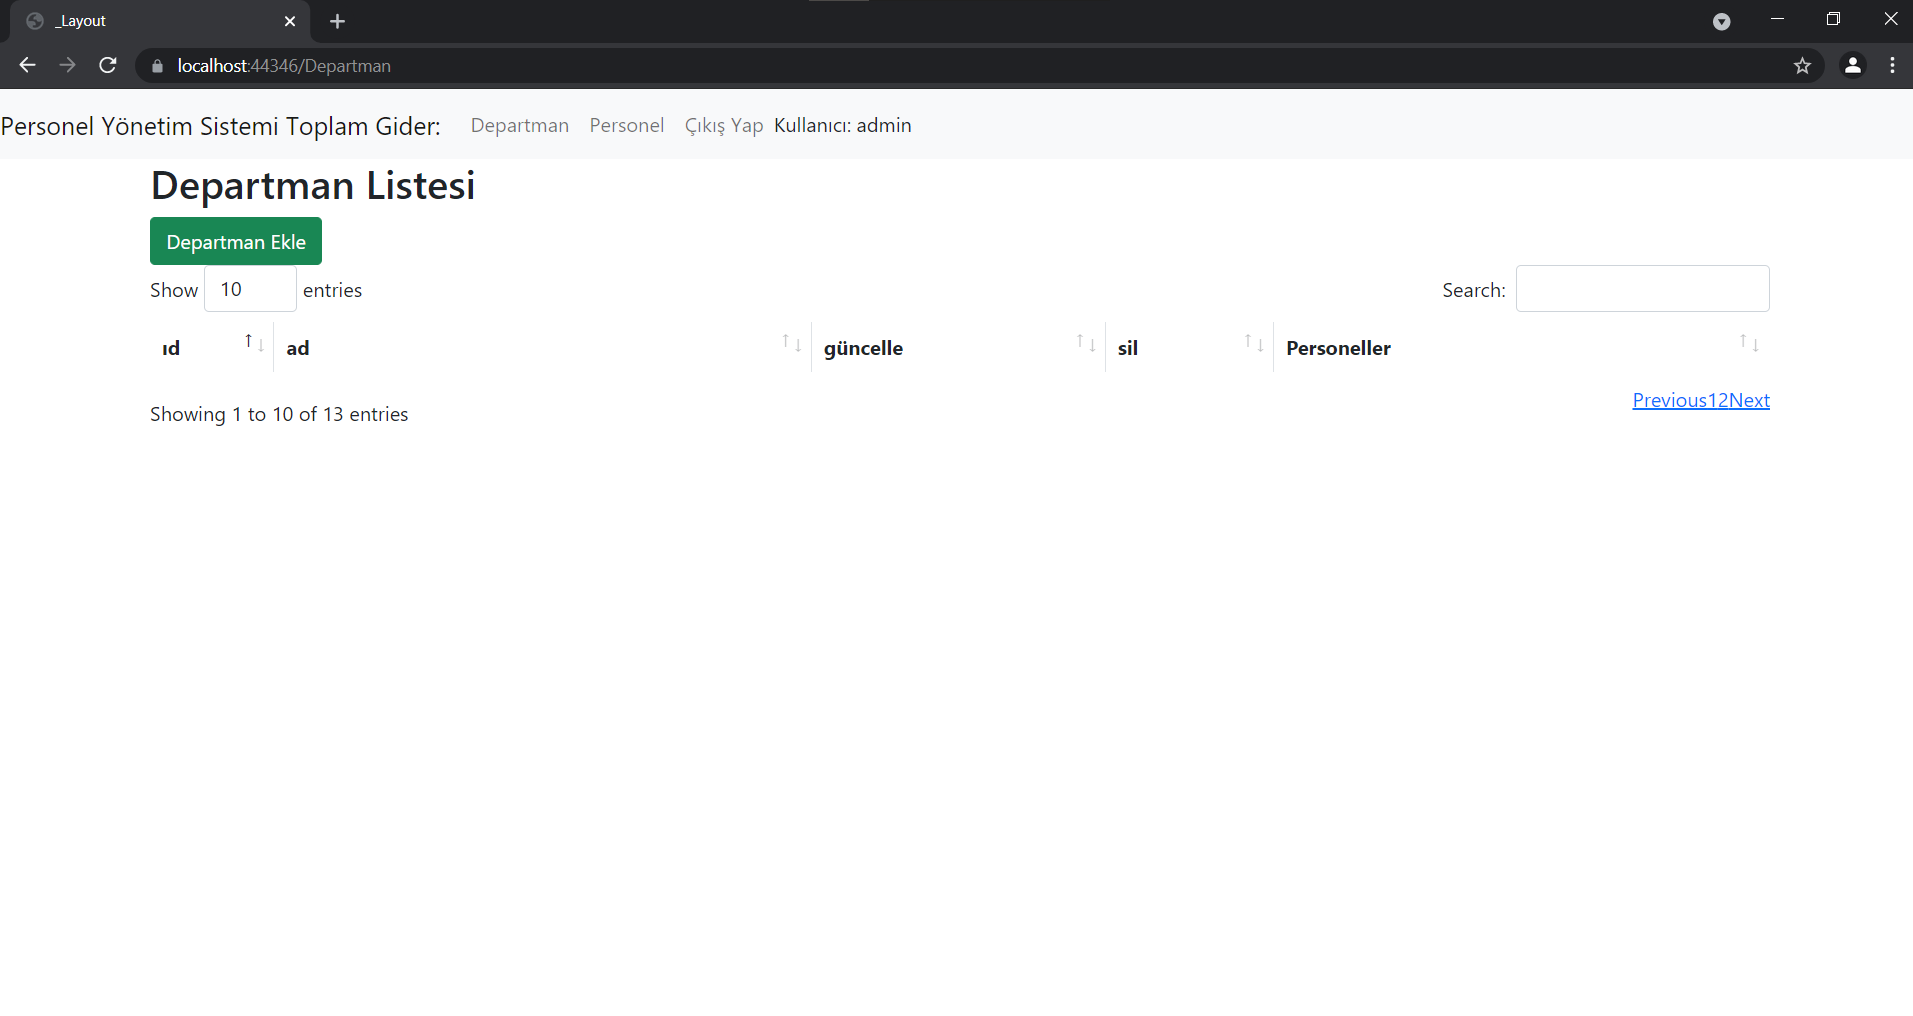 _Layout
localhost:44346/Departman
Personel Yönetim Sistemi Toplam Gider: Departman Personel Çıkış Yap Kullanıcı: admin
Departman Listesi
Departman Ekle
Show 10 entries Search:
ıd ad güncelle sil Personeller
Showing 1 to 10 of 13 entries Previous12Next